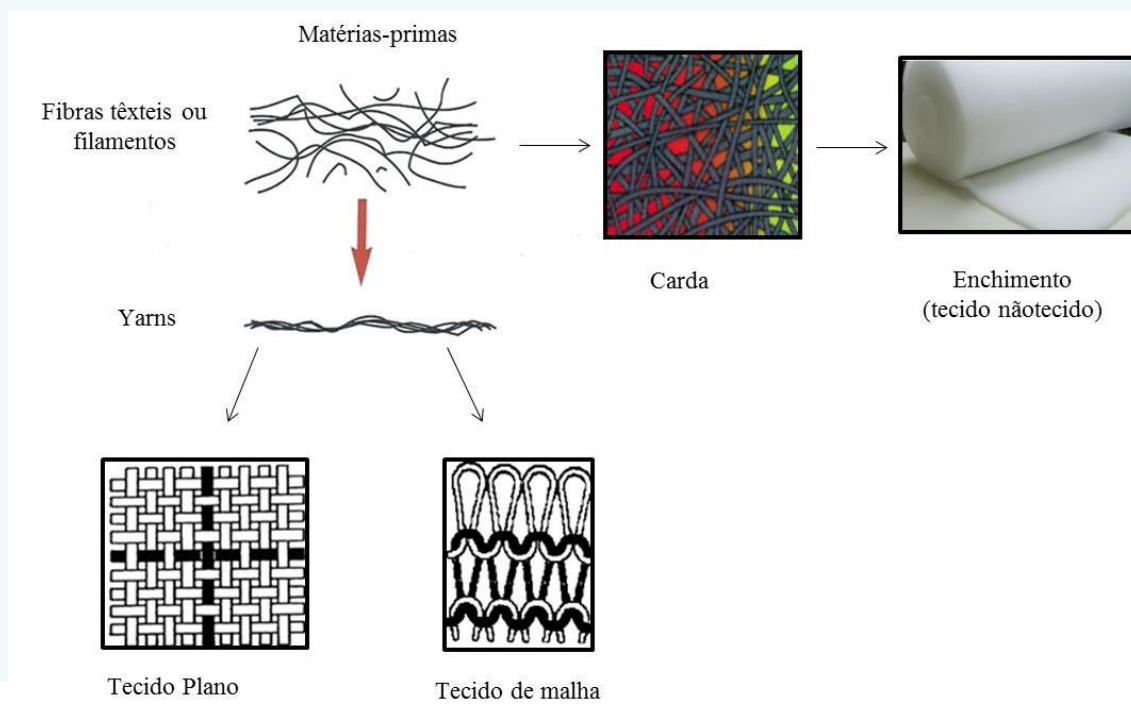 Matérias-primas
Fibras têxteis ou
filamentos
Carda
Enchimento
(tecido nãotecido)
Yarns
Tecido Plano
Tecido de malha